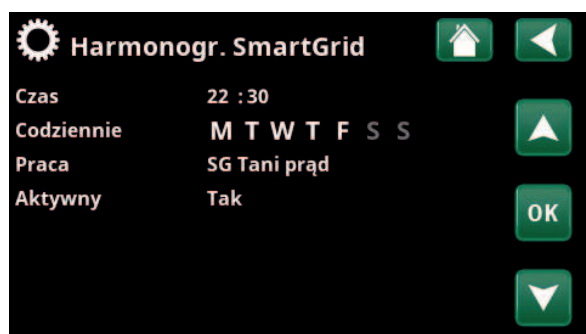 Harmonogr. SmartGrid
Czas 22 :30
Codziennie M T W T F S S
Praca SG Tani prąd
Aktywny Tak
OK